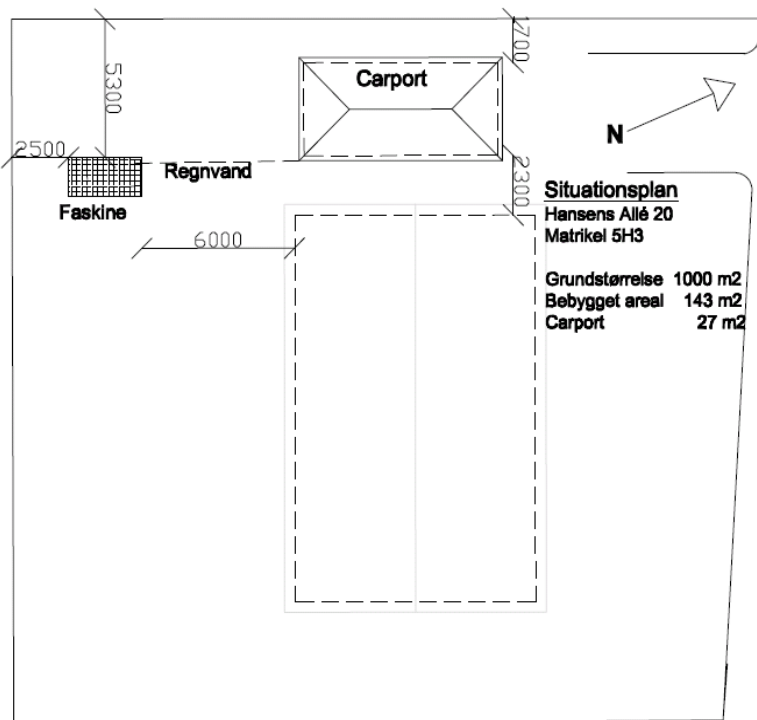 1700
5300
Carport
N
2500
Regnvand
2300
Faskine
Situationsplan
Hansens Allé 20
Matrikel 5H3
6000
Grundstørrelse 1000 m2
Bebygget areal 143 m2
Carport 27 m2